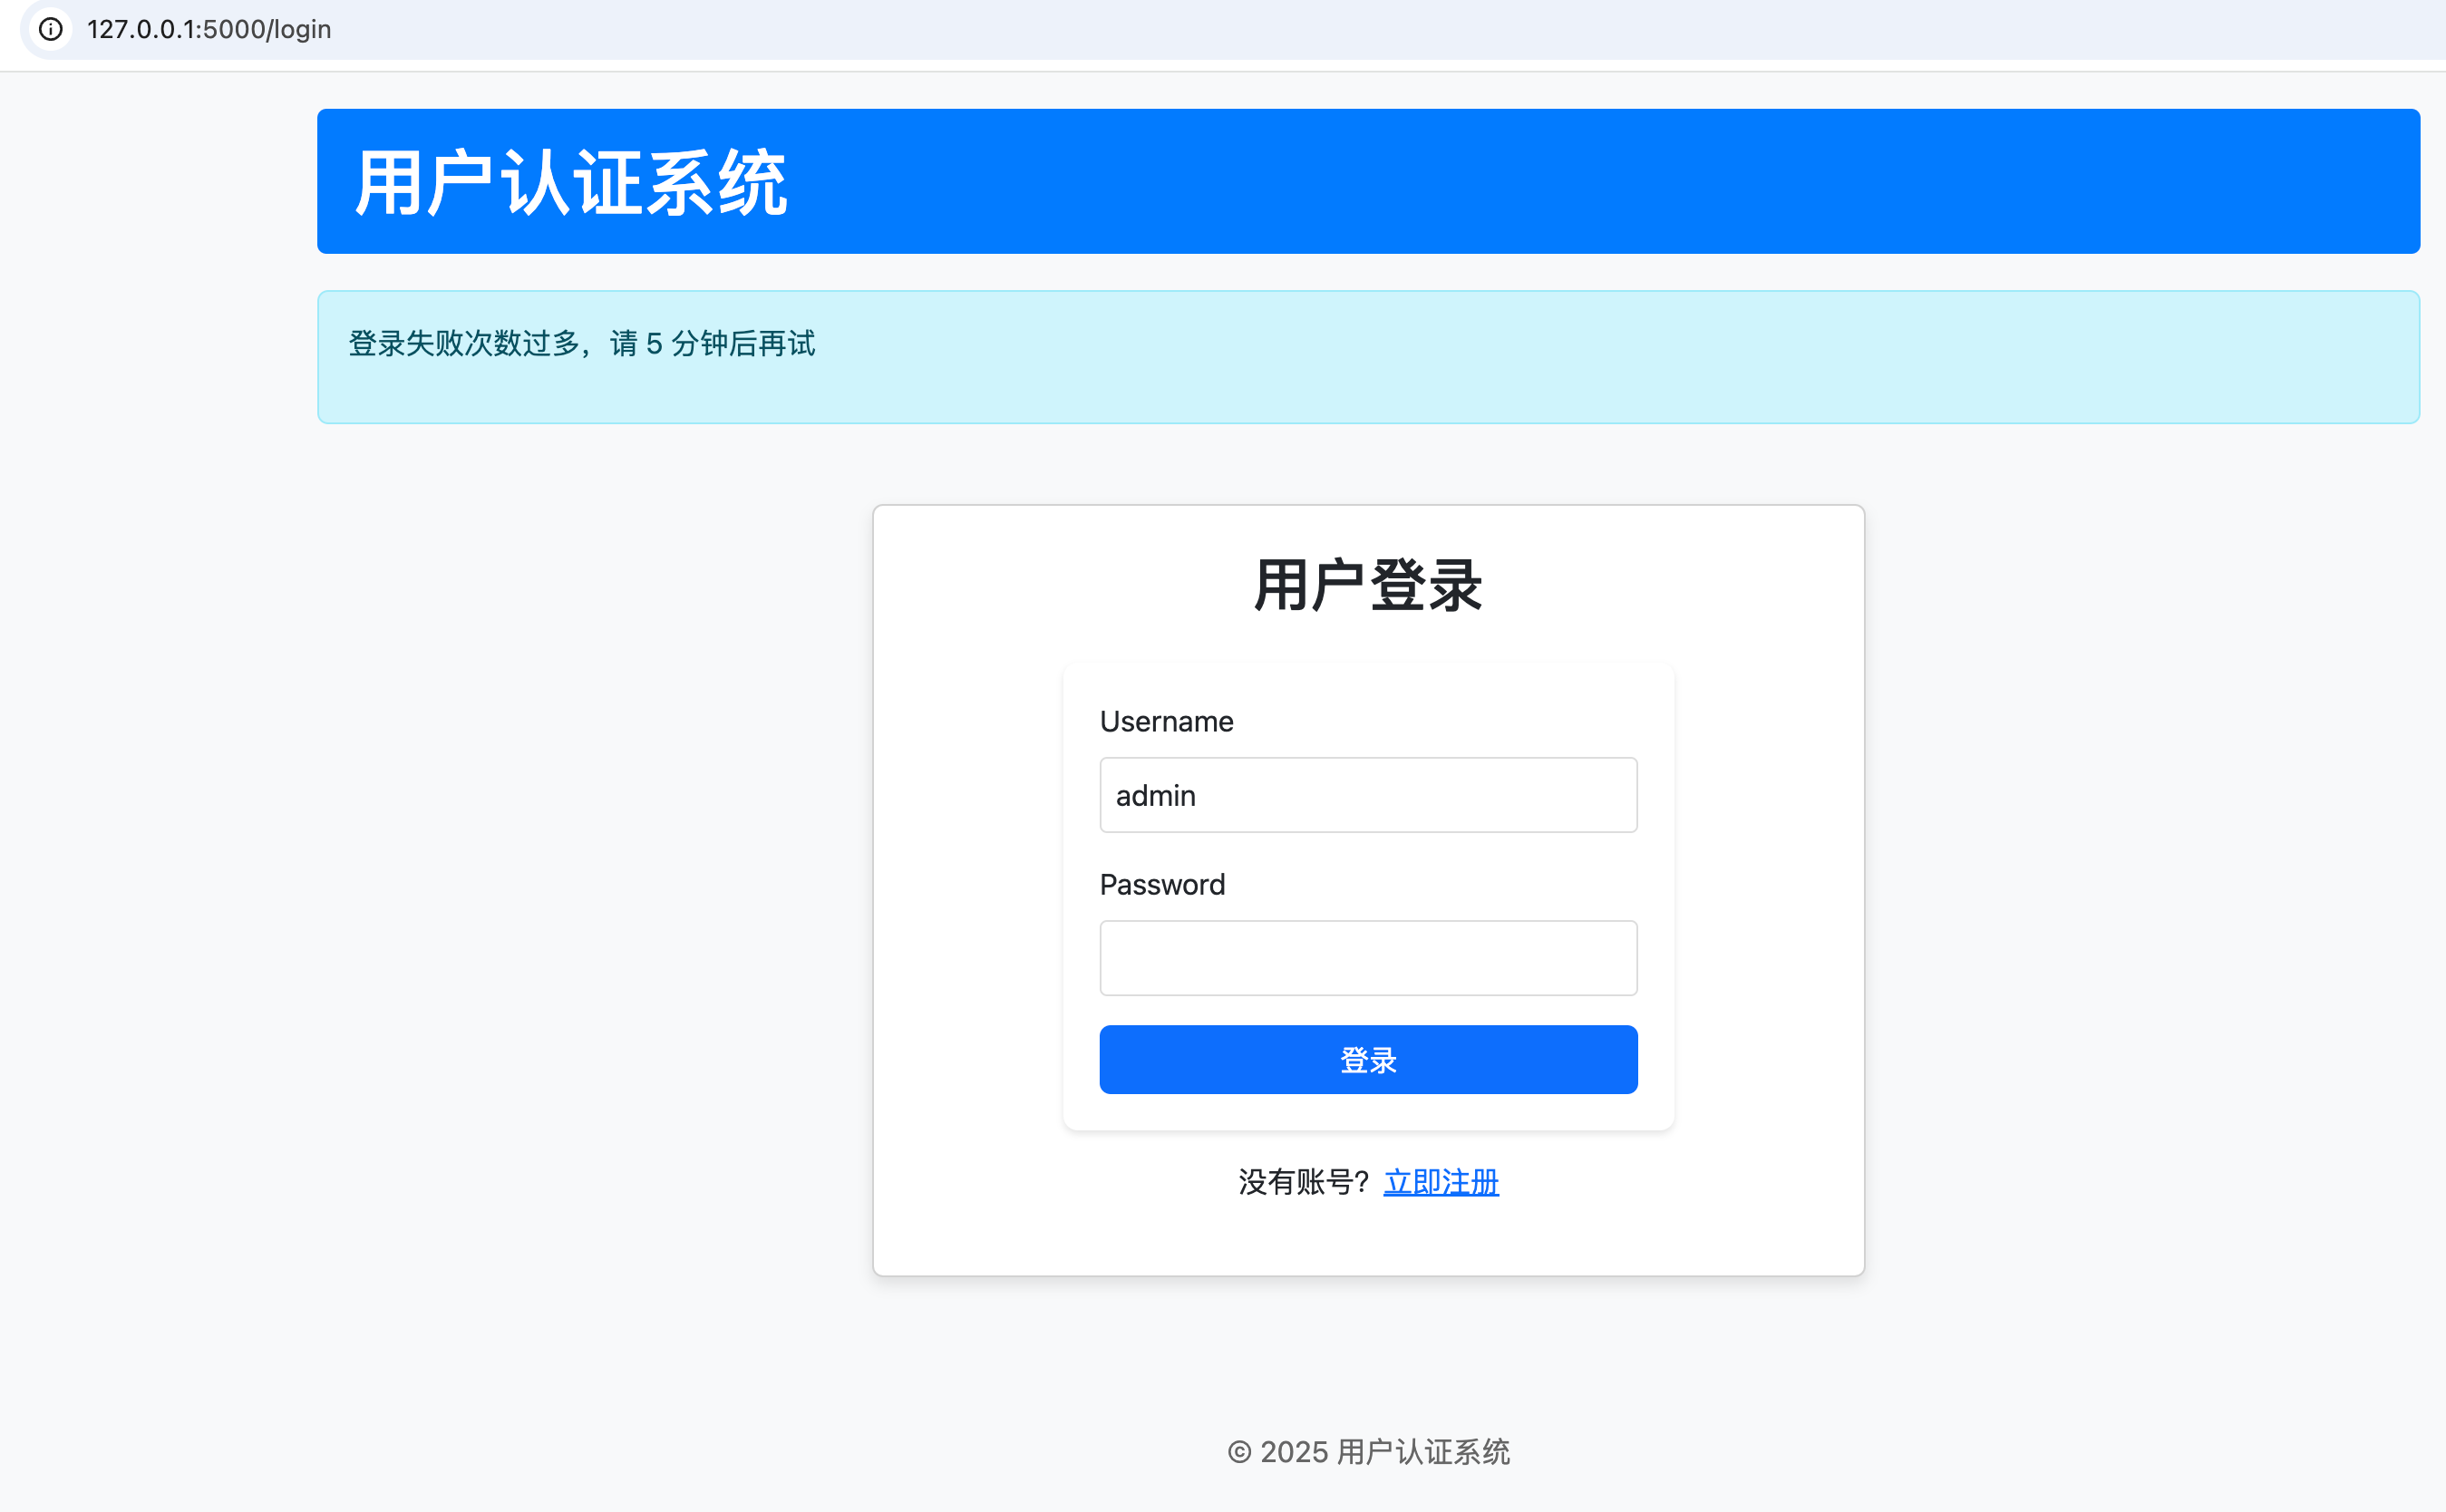 127.0.0.1:5000/login
用户认证系统
登录失败次数过多，请 5 分钟后再试
用户登录
Username
admin
Password
登录
没有账号？ 立即注册
© 2025 用户认证系统